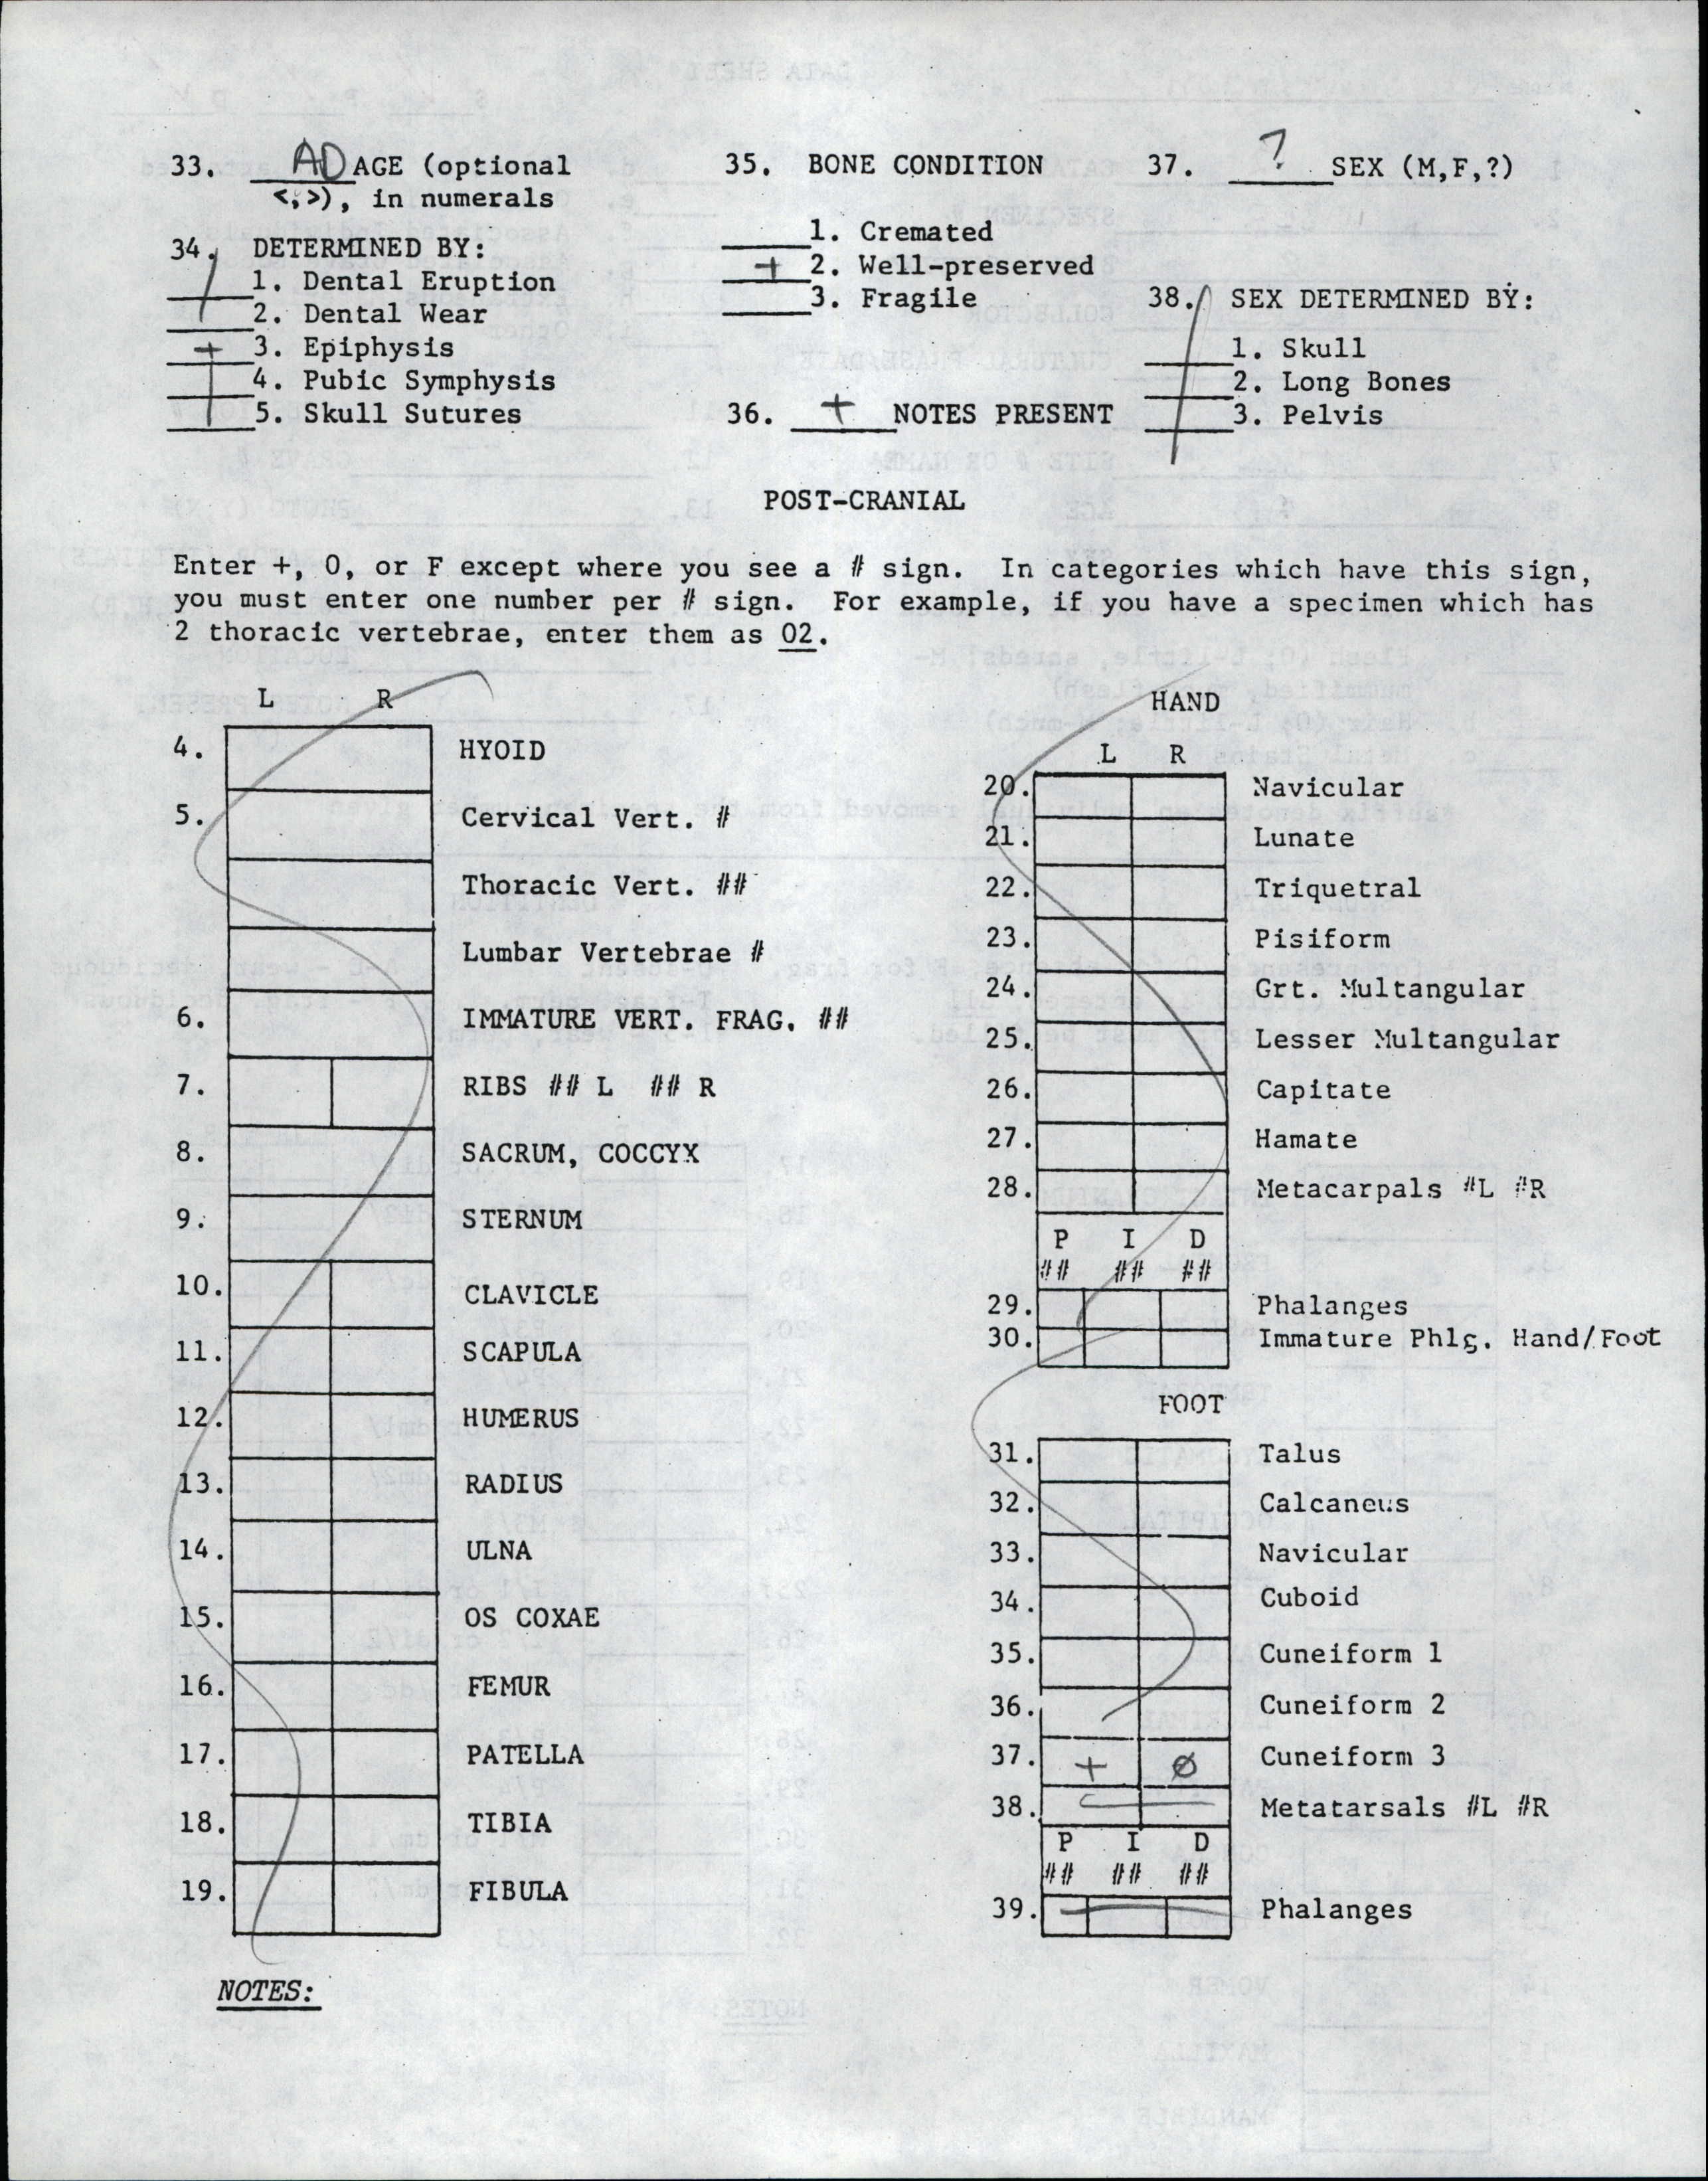 33. AD AGE (optional
<,>), in numerals
34. DETERMINED BY:
1. Dental Eruption
2. Dental Wear
+ 3. Epiphysis
4. Pubic Symphysis
5. Skull Sutures
35. BONE CONDITION
1. Cremated
+ 2. Well-preserved
3. Fragile
36. + NOTES PRESENT
37. ? SEX (M,F,?)
38. SEX DETERMINED BY:
1. Skull
2. Long Bones
3. Pelvis
POST-CRANIAL
Enter +, 0, or F except where you see a # sign. In categories which have this sign,
you must enter one number per # sign. For example, if you have a specimen which has
2 thoracic vertebrae, enter them as 02.
L R
4. HYOID
5. Cervical Vert. #
Thoracic Vert. ##
Lumbar Vertebrae #
6. IMMATURE VERT. FRAG. ##
7. RIBS ## L ## R
8. SACRUM, COCCYX
9. STERNUM
10. CLAVICLE
11. SCAPULA
12. HUMERUS
13. RADIUS
14. ULNA
15. OS COXAE
16. FEMUR
17. PATELLA
18. TIBIA
19. FIBULA
NOTES:
HAND
L R
20. Navicular
21. Lunate
22. Triquetral
23. Pisiform
24. Grt. Multangular
25. Lesser Multangular
26. Capitate
27. Hamate
28. Metacarpals #L #R
P I D
## ## ##
29. Phalanges
30. Immature Phlg. Hand/Foot
FOOT
31. Talus
32. Calcaneus
33. Navicular
34. Cuboid
35. Cuneiform 1
36. Cuneiform 2
37. + Ø Cuneiform 3
38. Metatarsals #L #R
P I D
## ## ##
39. Phalanges